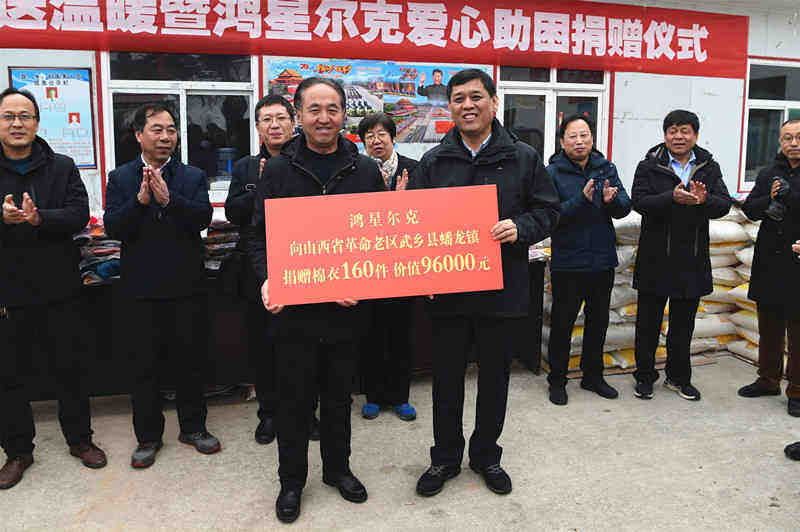 送温暖暨鸿星尔克爱心助困捐赠仪式
鸿星尔克
向山西省革命老区武乡县蟠龙镇
捐赠棉衣160件 价值96000元